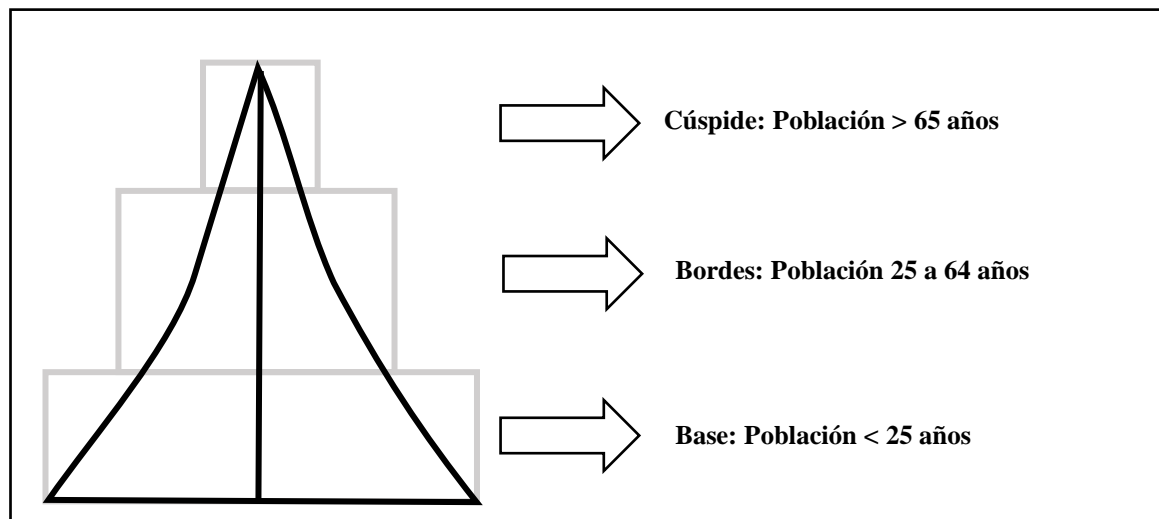 Cúspide: Población > 65 años
Bordes: Población 25 a 64 años
Base: Población < 25 años